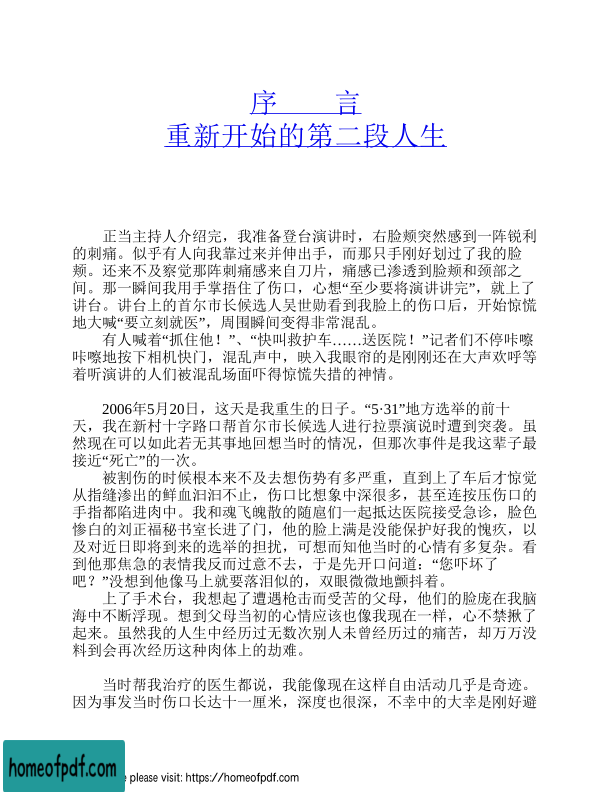 序　　言
重新开始的第二段人生
正当主持人介绍完，我准备登台演讲时，右脸颊突然感到一阵锐利
的刺痛。似乎有人向我靠过来并伸出手，而那只手刚好划过了我的脸
颊。还来不及察觉那阵刺痛感来自刀片，痛感已渗透到脸颊和颈部之
间。那一瞬间我用手掌捂住了伤口，心想“至少要将演讲讲完”，就上了
讲台。讲台上的首尔市长候选人吴世勋看到我脸上的伤口后，开始惊慌
地大喊“要立刻就医”，周围瞬间变得非常混乱。
有人喊着“抓住他！”、“快叫救护车……送医院！”记者们不停咔嚓
咔嚓地按下相机快门，混乱声中，映入我眼帘的是刚刚还在大声欢呼等
着听演讲的人们被混乱场面吓得惊慌失措的神情。
2006年5月20日，这天是我重生的日子。“5·31”地方选举的前十
天，我在新村十字路口帮首尔市长候选人进行拉票演说时遭到突袭。虽
然现在可以如此若无其事地回想当时的情况，但那次事件是我这辈子最
接近“死亡”的一次。
被割伤的时候根本来不及去想伤势有多严重，直到上了车后才惊觉
从指缝渗出的鲜血汩汩不止，伤口比想象中深很多，甚至连按压伤口的
手指都陷进肉中。我和魂飞魄散的随扈们一起抵达医院接受急诊，脸色
惨白的刘正福秘书室长进了门，他的脸上满是没能保护好我的愧疚，以
及对近日即将到来的选举的担扰，可想而知他当时的心情有多复杂。看
到他那焦急的表情我反而过意不去，于是先开口问道：“您吓坏了
吧？”没想到他像马上就要落泪似的，双眼微微地颤抖着。
上了手术台，我想起了遭遇枪击而受苦的父母，他们的脸庞在我脑
海中不断浮现。想到父母当初的心情应该也像我现在一样，心不禁揪了
起来。虽然我的人生中经历过无数次别人未曾经历过的痛苦，却万万没
料到会再次经历这种肉体上的劫难。
当时帮我治疗的医生都说，我能像现在这样自由活动几乎是奇迹。
因为事发当时伤口长达十一厘米，深度也很深，不幸中的大幸是刚好避
homeofpdf.com
e please visit: https://homeofpdf.com